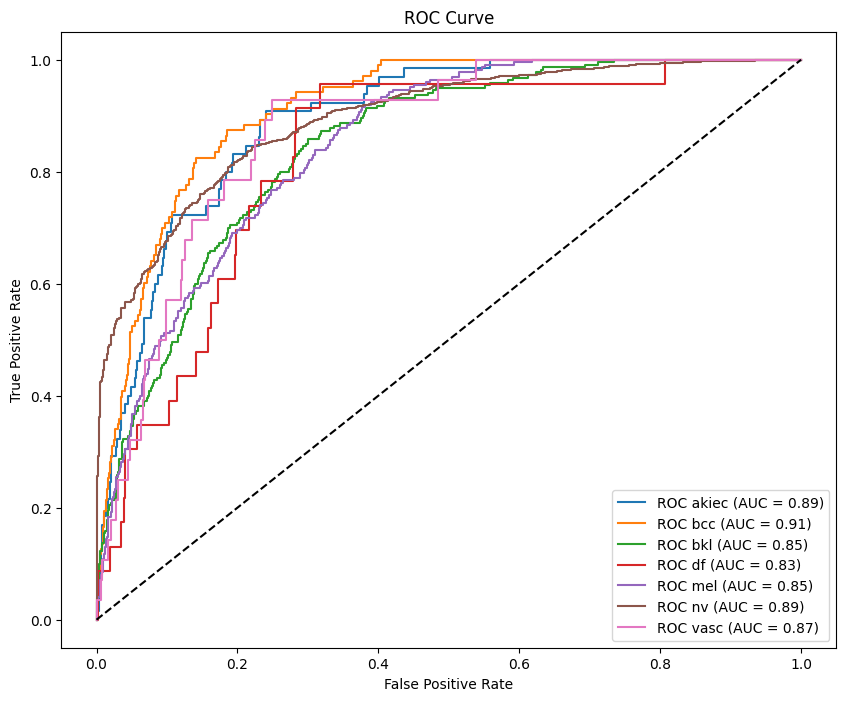 ROC Curve
True Positive Rate
1.0
0.8
0.6
0.4
0.2
0.0
ROC akiec (AUC = 0.89)
ROC bcc (AUC = 0.91)
ROC bkl (AUC = 0.85)
ROC df (AUC = 0.83)
ROC mel (AUC = 0.85)
ROC nv (AUC = 0.89)
ROC vasc (AUC = 0.87)
0.0 0.2 0.4 0.6 0.8 1.0
False Positive Rate